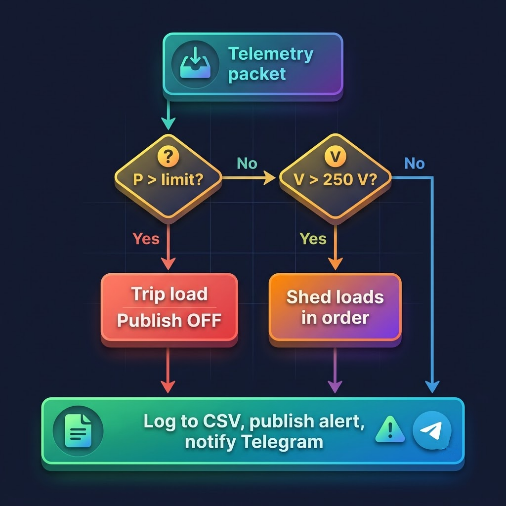 Telemetry
packet
?
P > limit?
No
V
V > 250 V?
No
Yes
Yes
Trip load
Publish OFF
Shed loads
in order
Log to CSV, publish alert,
notify Telegram
!